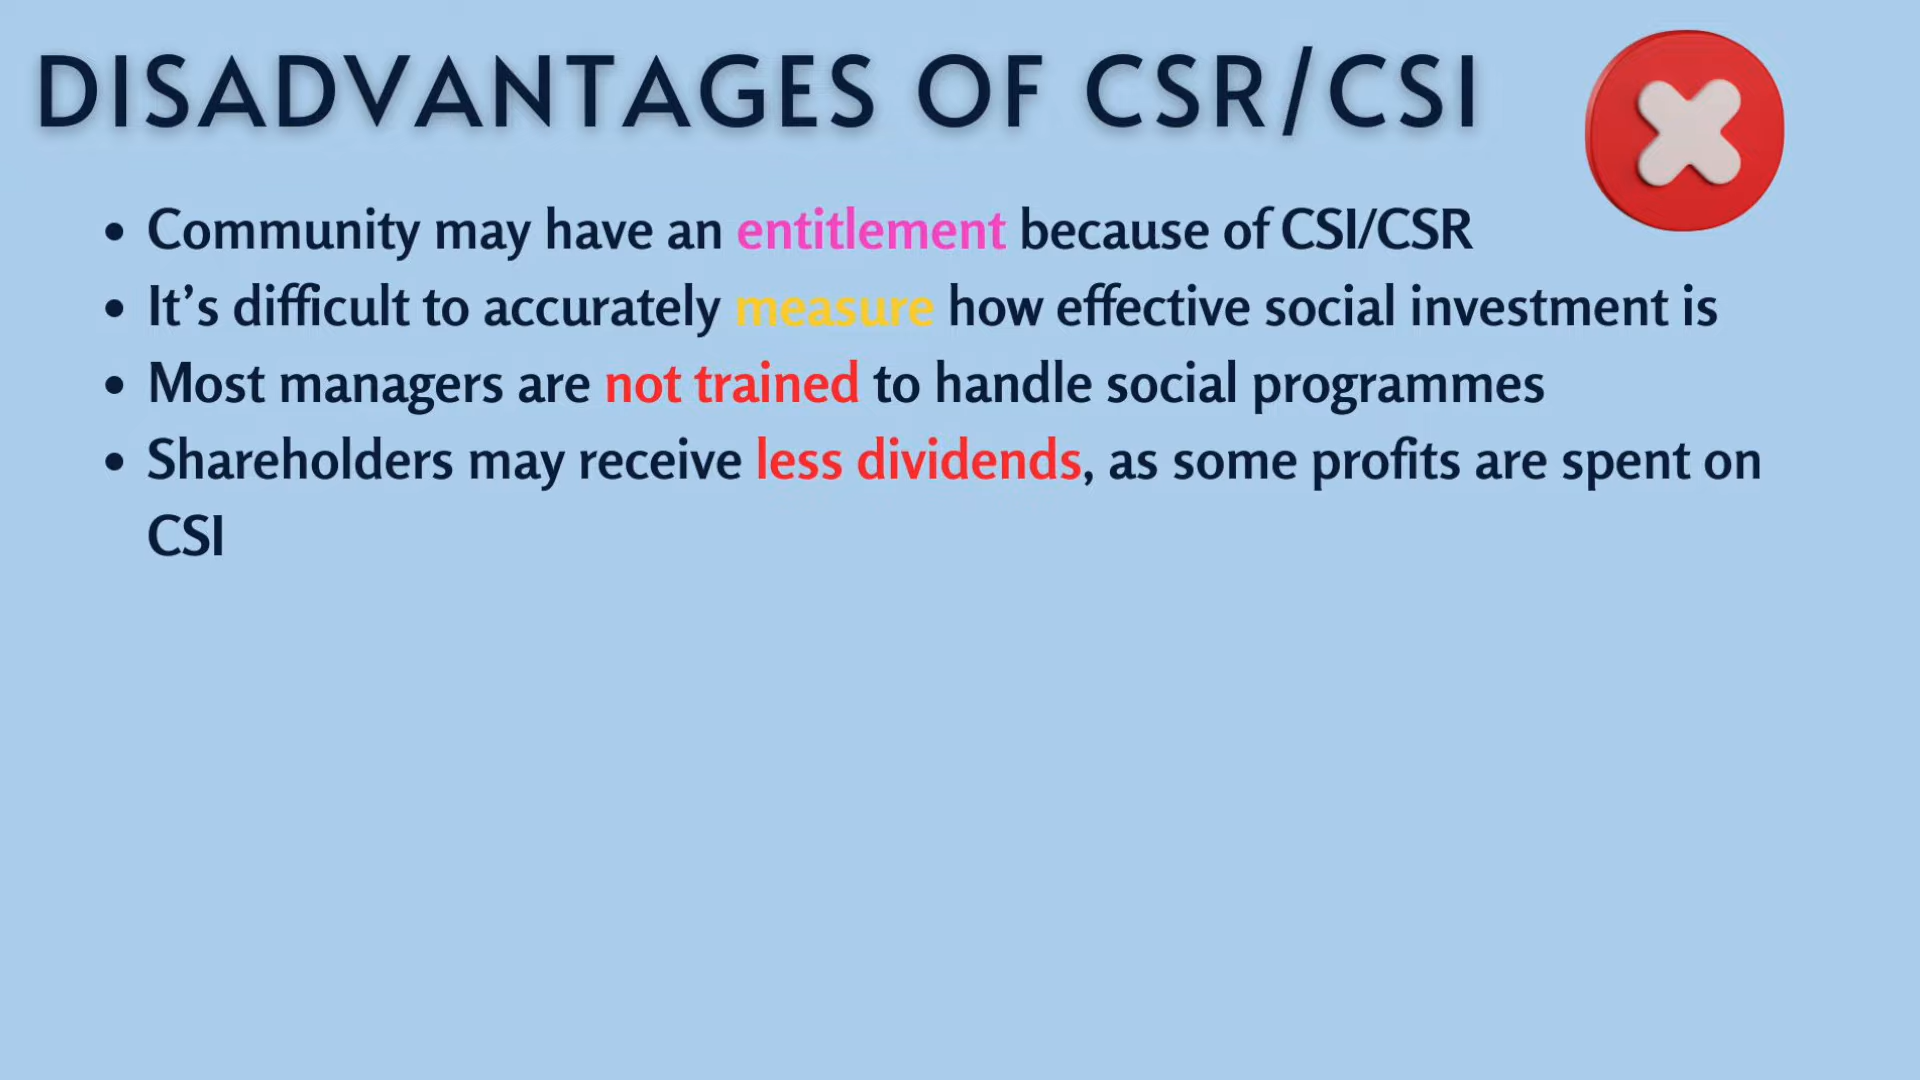 DISADVANTAGES OF CSR/CSI
• Community may have an entitlement because of CSI/CSR
• It’s difficult to accurately measure how effective social investment is
• Most managers are not trained to handle social programmes
• Shareholders may receive less dividends, as some profits are spent on
CSI